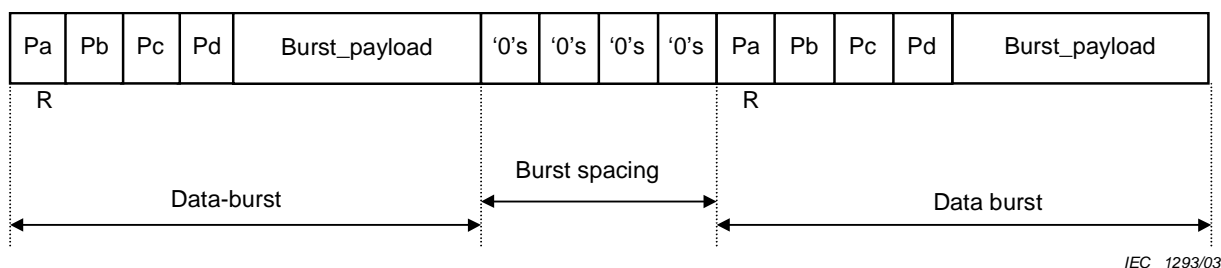 Pa Pb Pc Pd Burst_payload ‘0’s ‘0’s ‘0’s ‘0’s Pa Pb Pc Pd Burst_payload
R R
Burst spacing
Data-burst Data burst
IEC 1293/03